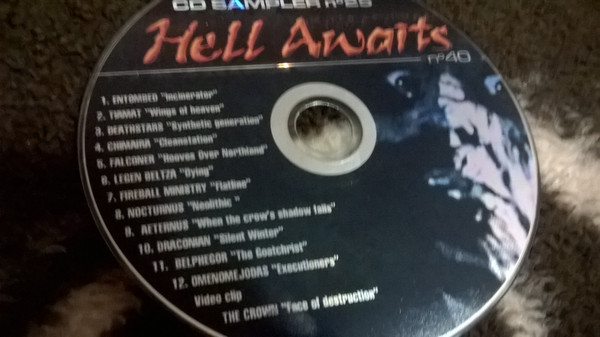 CD SAMPLER nº25
Hell Awaits
nº40
1. ENTOMBED "Incinerator"
2. TIAMAT "Wings of heaven"
3. DEATHSTARS "Synthetic generation"
4. CHIMAIRA "Cleanstation"
5. FALCONER "Hooves Over Northland"
6. LEGEN BELTZA "Dying"
7. FIREBALL MINISTRY "Flatline"
8. NOCTURNUS "Neolithic"
9. AETERNUS "When the crow's shadow falls"
10. DRACONIAN "Silent Winter"
11. BELPHEGOR "The Goatchrist"
12. OMENOMEJODAS "Executioners"
Video clip
THE CROWN "Face of destruction"